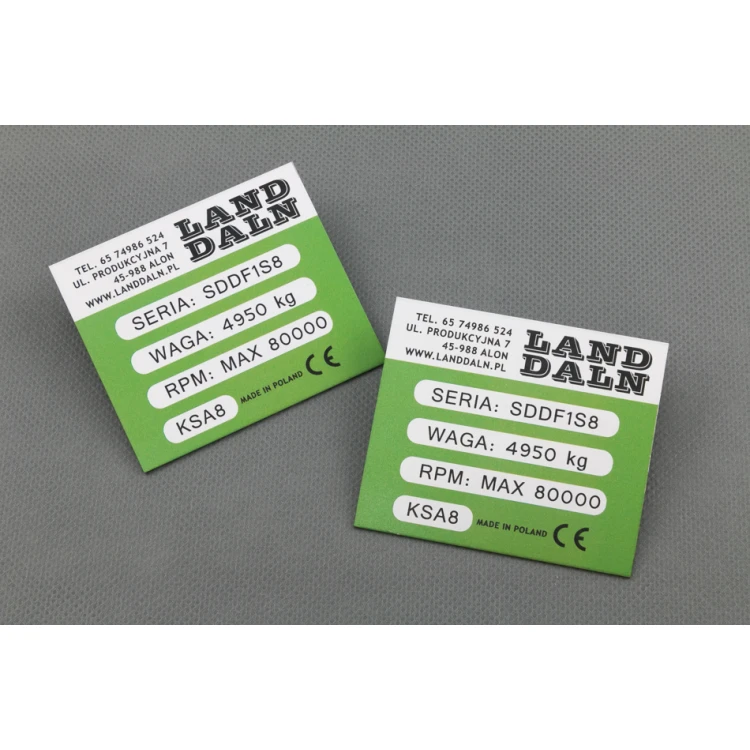 TEL. 65 74986 524
UL. PRODUKCYJNA 7
45-988 ALON
WWW.LANDDALN.PL
LAND
DALN
SERIA: SDDF1S8
WAGA: 4950 kg
RPM: MAX 80000
KSA8
MADE IN POLAND CE
TEL. 65 74986 524
UL. PRODUKCYJNA 7
45-988 ALON
WWW.LANDDALN.PL
LAND
DALN
SERIA: SDDF1S8
WAGA: 4950 kg
RPM: MAX 80000
KSA8
MADE IN POLAND CE